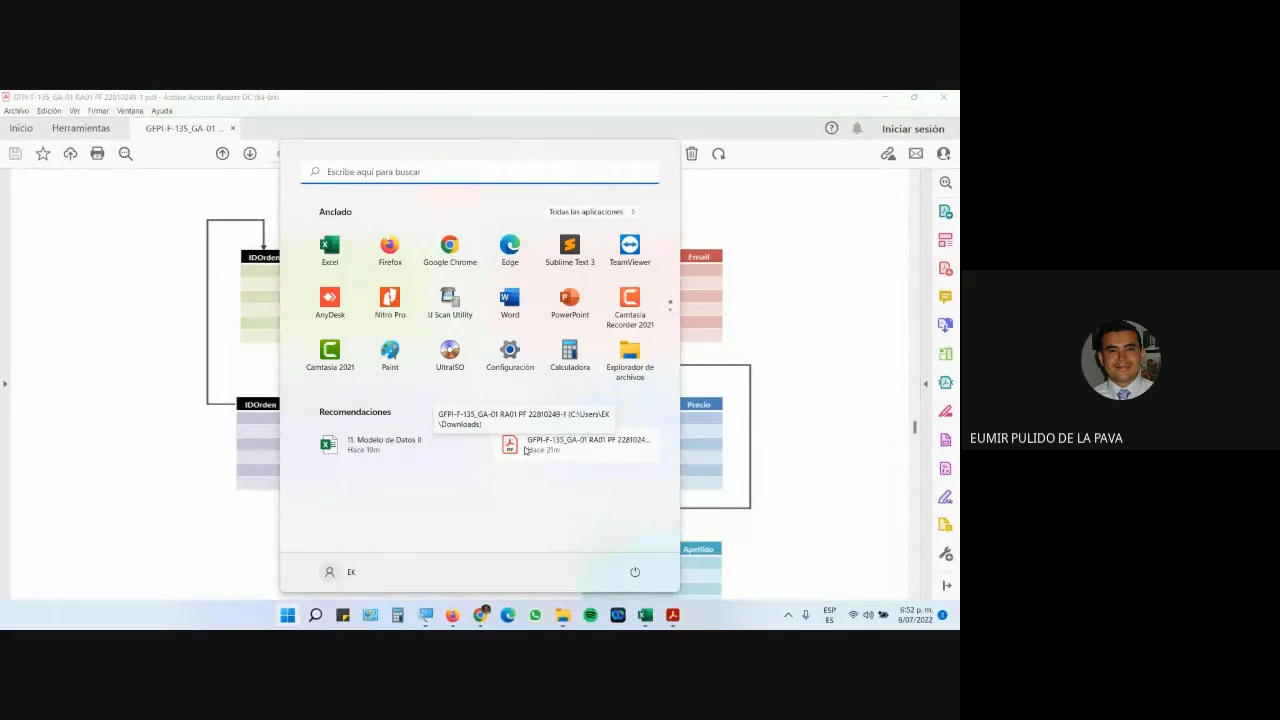 GFPI-F-135_GA-01 RA01 PF 22810249-1.pdf - Adobe Acrobat Reader DC (64-bit)
Archivo Edición Ver Firmar Ventana Ayuda
Inicio Herramientas GFPI-F-135_GA-01 ... × Iniciar sesión
Escribe aquí para buscar
Anclado Todas las aplicaciones >
IDOrden Email
Excel Firefox Google Chrome Edge Sublime Text 3 TeamViewer
AnyDesk Nitro Pro IJ Scan Utility Word PowerPoint Camtasia
Recorder 2021
Camtasia 2021 Paint UltraISO Configuración Calculadora Explorador de
archivos
IDOrden Precio
Recomendaciones
GFPI-F-135_GA-01 RA01 PF 22810249-1 (C:\Users\EK
\Downloads)
11. Modelo de Datos II
Hace 19m
GFPI-F-135_GA-01 RA01 PF 2281024...
Hace 21m
Apellido
EK
ESP
ES
6:52 p. m.
8/07/2022
EUMIR PULIDO DE LA PAVA